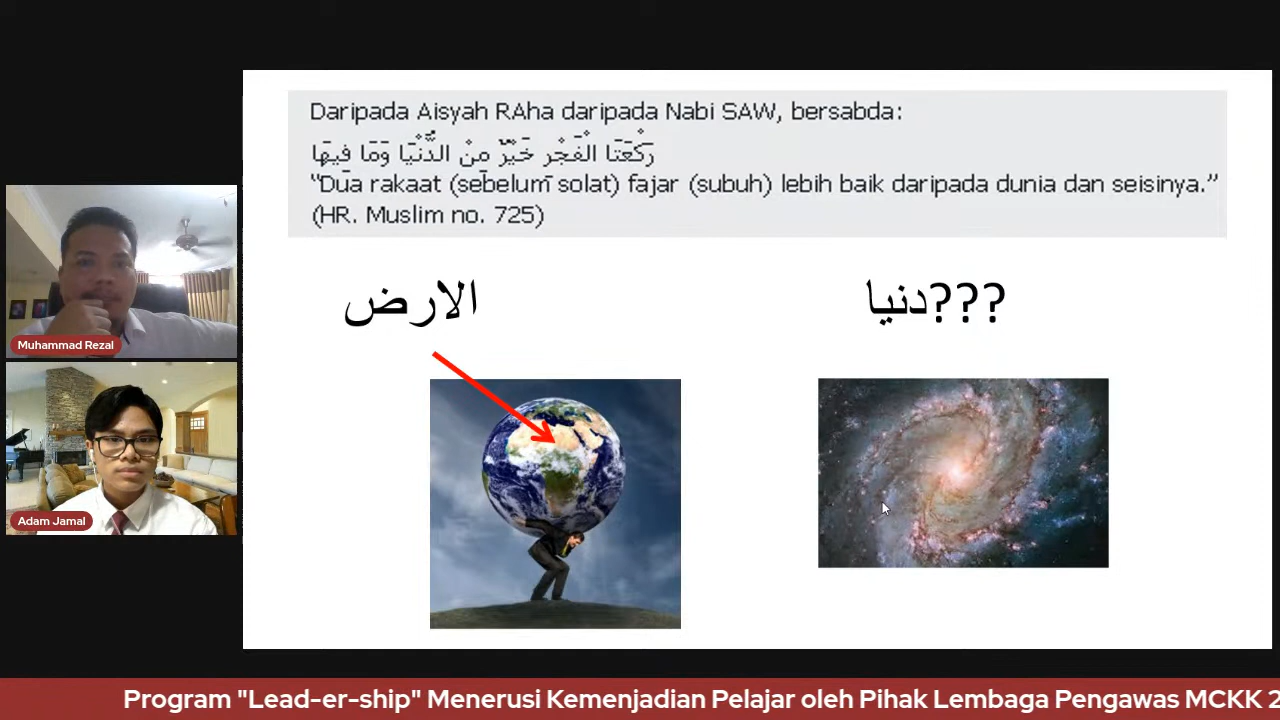 Daripada Aisyah RAha daripada Nabi SAW, bersabda:
رَكْعَتَا الْفَجْرِ خَيْرٌ مِنَ الدُّنْيَا وَمَا فِيهَا
“Dua rakaat (sebelum solat) fajar (subuh) lebih baik daripada dunia dan seisinya.”
(HR. Muslim no. 725)
الارض
دنيا???
Muhammad Rezal
Adam Jamal
Program "Lead-er-ship" Menerusi Kemenjadian Pelajar oleh Pihak Lembaga Pengawas MCKK 2